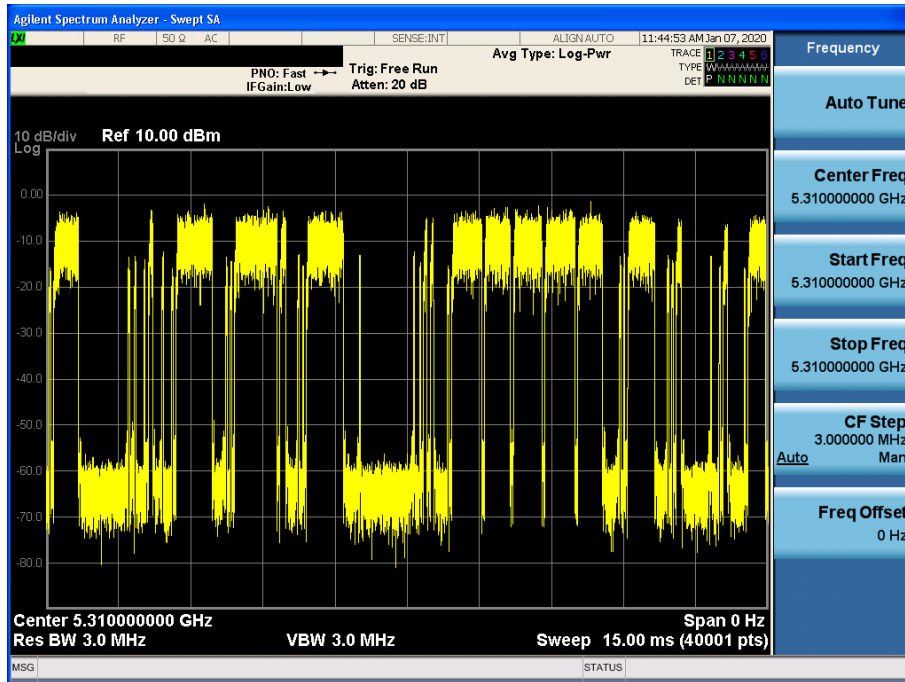 Agilent Spectrum Analyzer - Swept SA
LXI RF 50 Ω AC SENSE:INT ALIGN AUTO 11:44:53 AM Jan 07, 2020
Frequency
Avg Type: Log-Pwr
TRACE 1 2 3 4 5 6
PNO: Fast Trig: Free Run
TYPE WWWWWW
IFGain:Low Atten: 20 dB
DET P N N N N N
Auto Tune
10 dB/div Ref 10.00 dBm
Log
Center Freq
5.310000000 GHz
0.00
-10.0
Start Freq
5.310000000 GHz
-20.0
-30.0
Stop Freq
5.310000000 GHz
-40.0
-50.0
CF Step
3.000000 MHz
Auto Man
-60.0
-70.0
Freq Offset
0 Hz
-80.0
Center 5.310000000 GHz Span 0 Hz
Res BW 3.0 MHz VBW 3.0 MHz Sweep 15.00 ms (40001 pts)
MSG STATUS